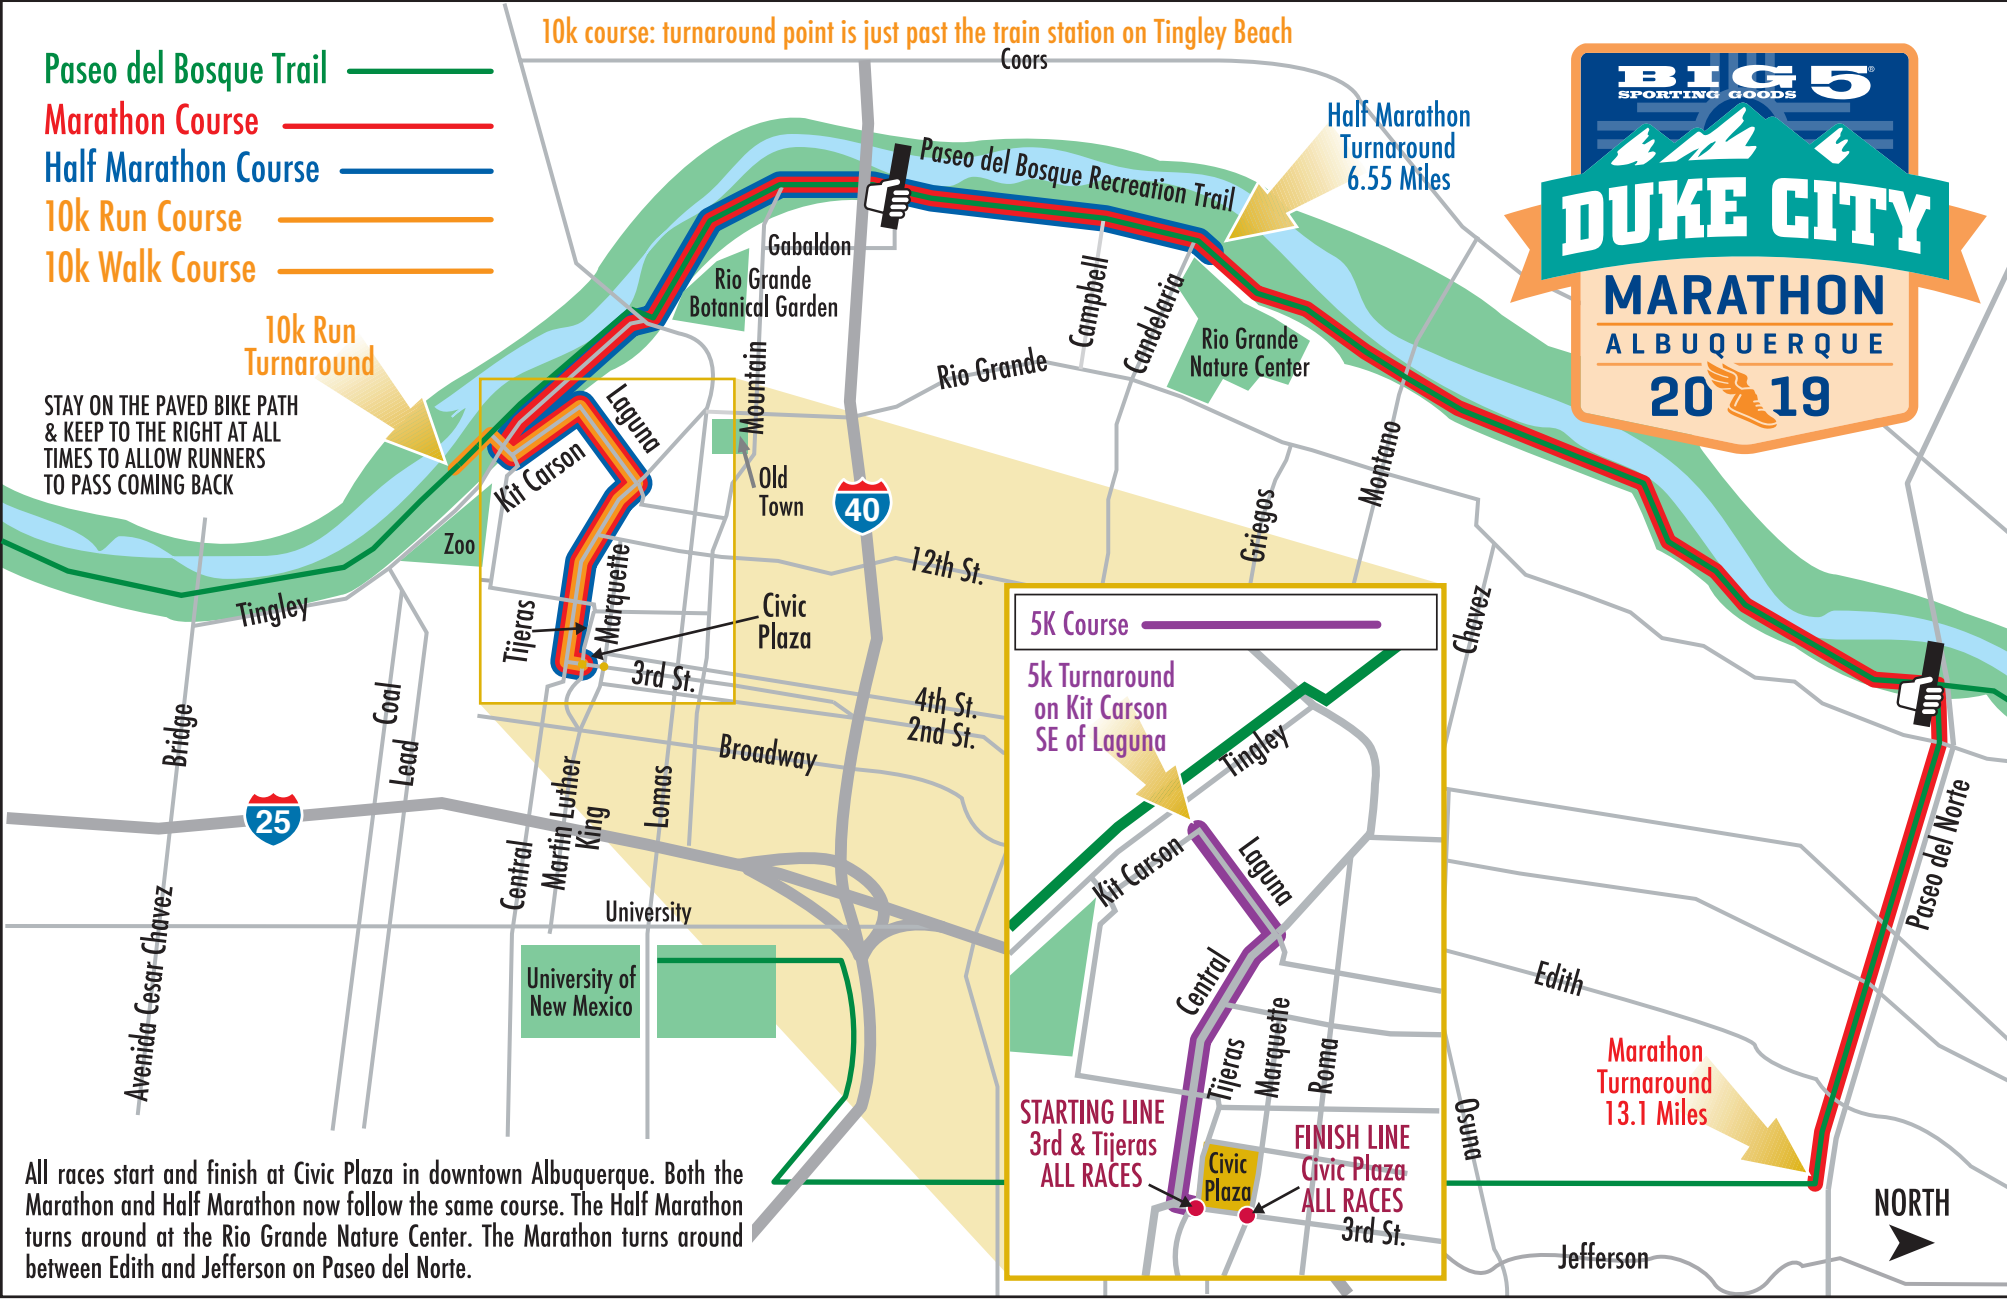 10k course: turnaround point is just past the train station on Tingley Beach
Coors
Paseo del Bosque Trail
Marathon Course
Half Marathon Course
10k Run Course
10k Walk Course
10k Run
Turnaround
STAY ON THE PAVED BIKE PATH
& KEEP TO THE RIGHT AT ALL
TIMES TO ALLOW RUNNERS
TO PASS COMING BACK
Paseo del Bosque Recreation Trail
Half Marathon
Turnaround
6.55 Miles
BIG 5®
SPORTING GOODS
DUKE CITY
MARATHON
ALBUQUERQUE
20 19
Gabaldon
Rio Grande
Botanical Garden
Mountain
Campbell
Candelaria
Rio Grande
Rio Grande
Nature Center
Laguna
Kit Carson
Old
Town
40
Zoo
Griegos
Montano
12th St.
Tingley
Tijeras
Marquette
Civic
Plaza
3rd St.
4th St.
2nd St.
Chavez
Bridge
Coal
Lead
Broadway
25
Central
Martin Luther
King
Lomas
University
Avenida Cesar Chavez
University of
New Mexico
5K Course
5k Turnaround
on Kit Carson
SE of Laguna
Tingley
Kit Carson
Laguna
Central
Tijeras
Marquette
Roma
STARTING LINE
3rd & Tijeras
ALL RACES
Civic
Plaza
FINISH LINE
Civic Plaza
ALL RACES
3rd St.
Paseo del Norte
Edith
Osuna
Marathon
Turnaround
13.1 Miles
Jefferson
NORTH
All races start and finish at Civic Plaza in downtown Albuquerque. Both the
Marathon and Half Marathon now follow the same course. The Half Marathon
turns around at the Rio Grande Nature Center. The Marathon turns around
between Edith and Jefferson on Paseo del Norte.